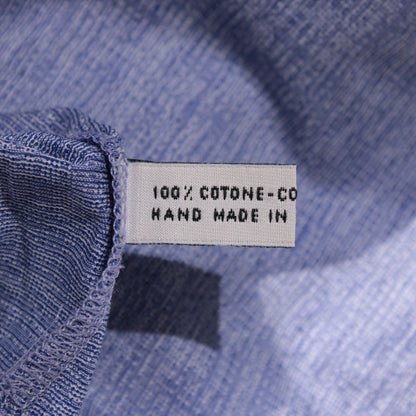 100% COTONE-CO
HAND MADE IN